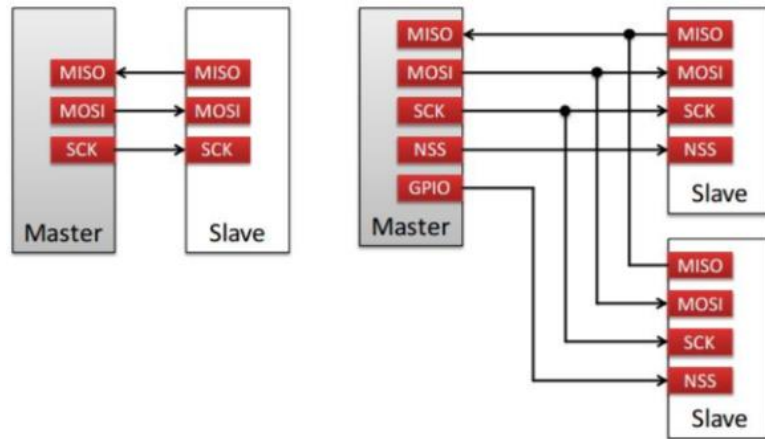 MISO MISO
MOSI MOSI
SCK SCK
Master Slave
MISO MISO
MOSI MOSI
SCK SCK
NSS NSS
GPIO
Master
Slave
MISO
MOSI
SCK
NSS
Slave